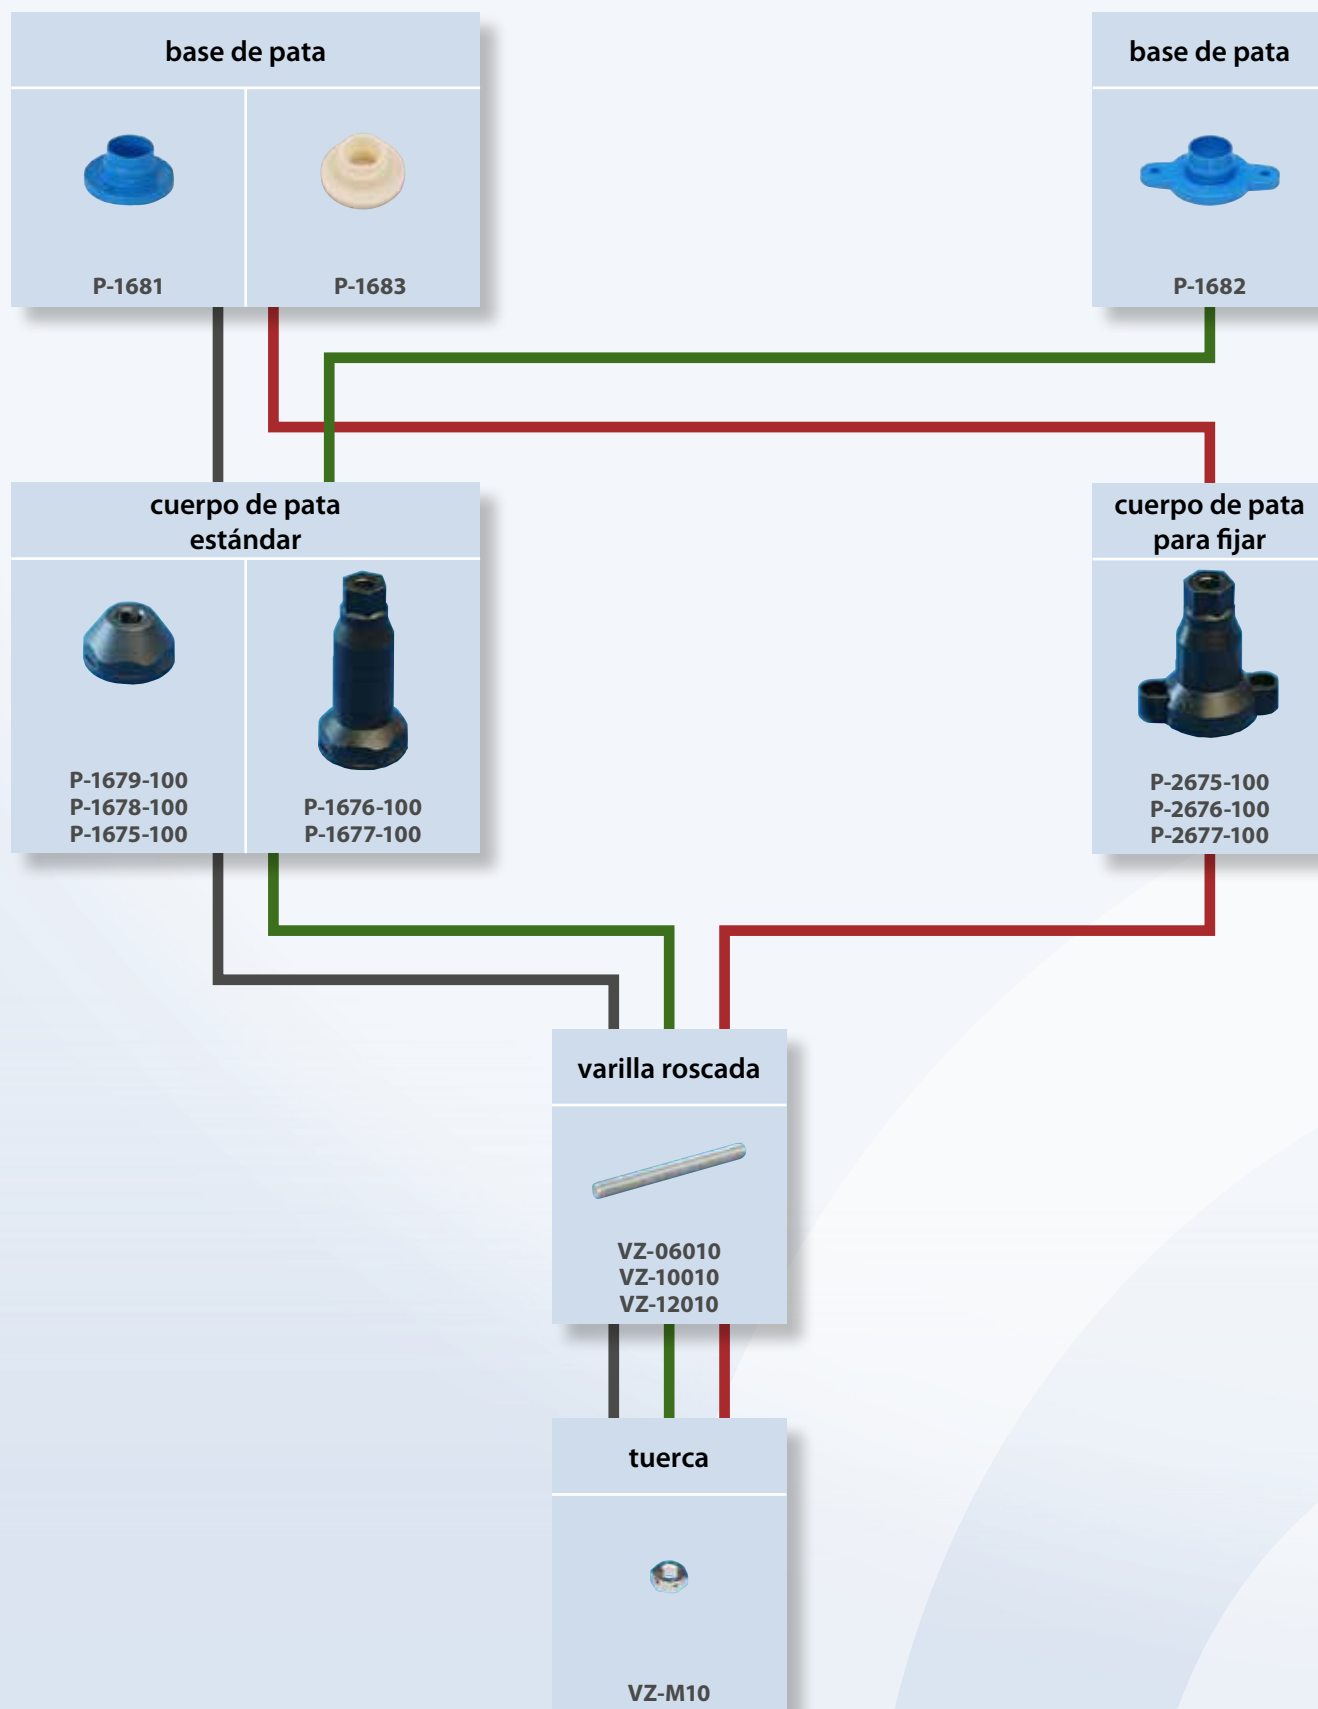 base de pata
P-1681
P-1683
base de pata
P-1682
cuerpo de pata
estándar
P-1679-100
P-1678-100
P-1675-100
P-1676-100
P-1677-100
cuerpo de pata
para fijar
P-2675-100
P-2676-100
P-2677-100
varilla roscada
VZ-06010
VZ-10010
VZ-12010
tuerca
VZ-M10